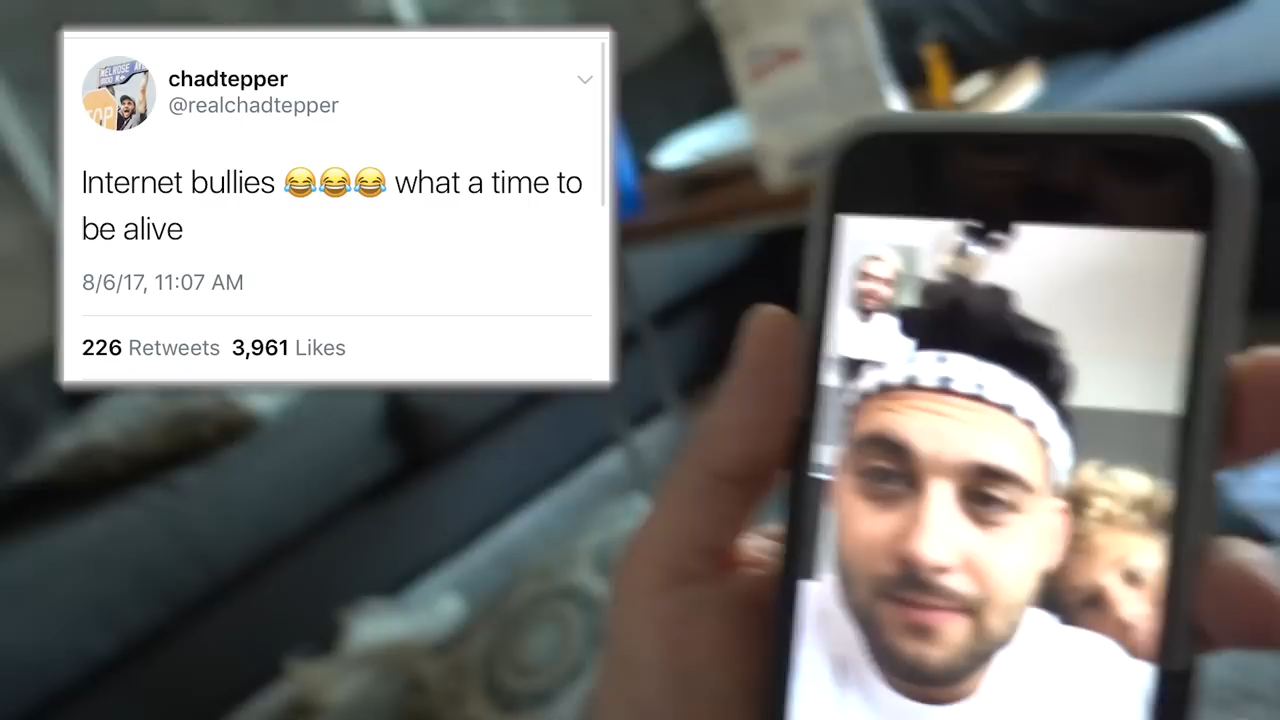 chadtepper
@realchadtepper
Internet bullies 😂😂😂 what a time to
be alive
8/6/17, 11:07 AM
226 Retweets 3,961 Likes